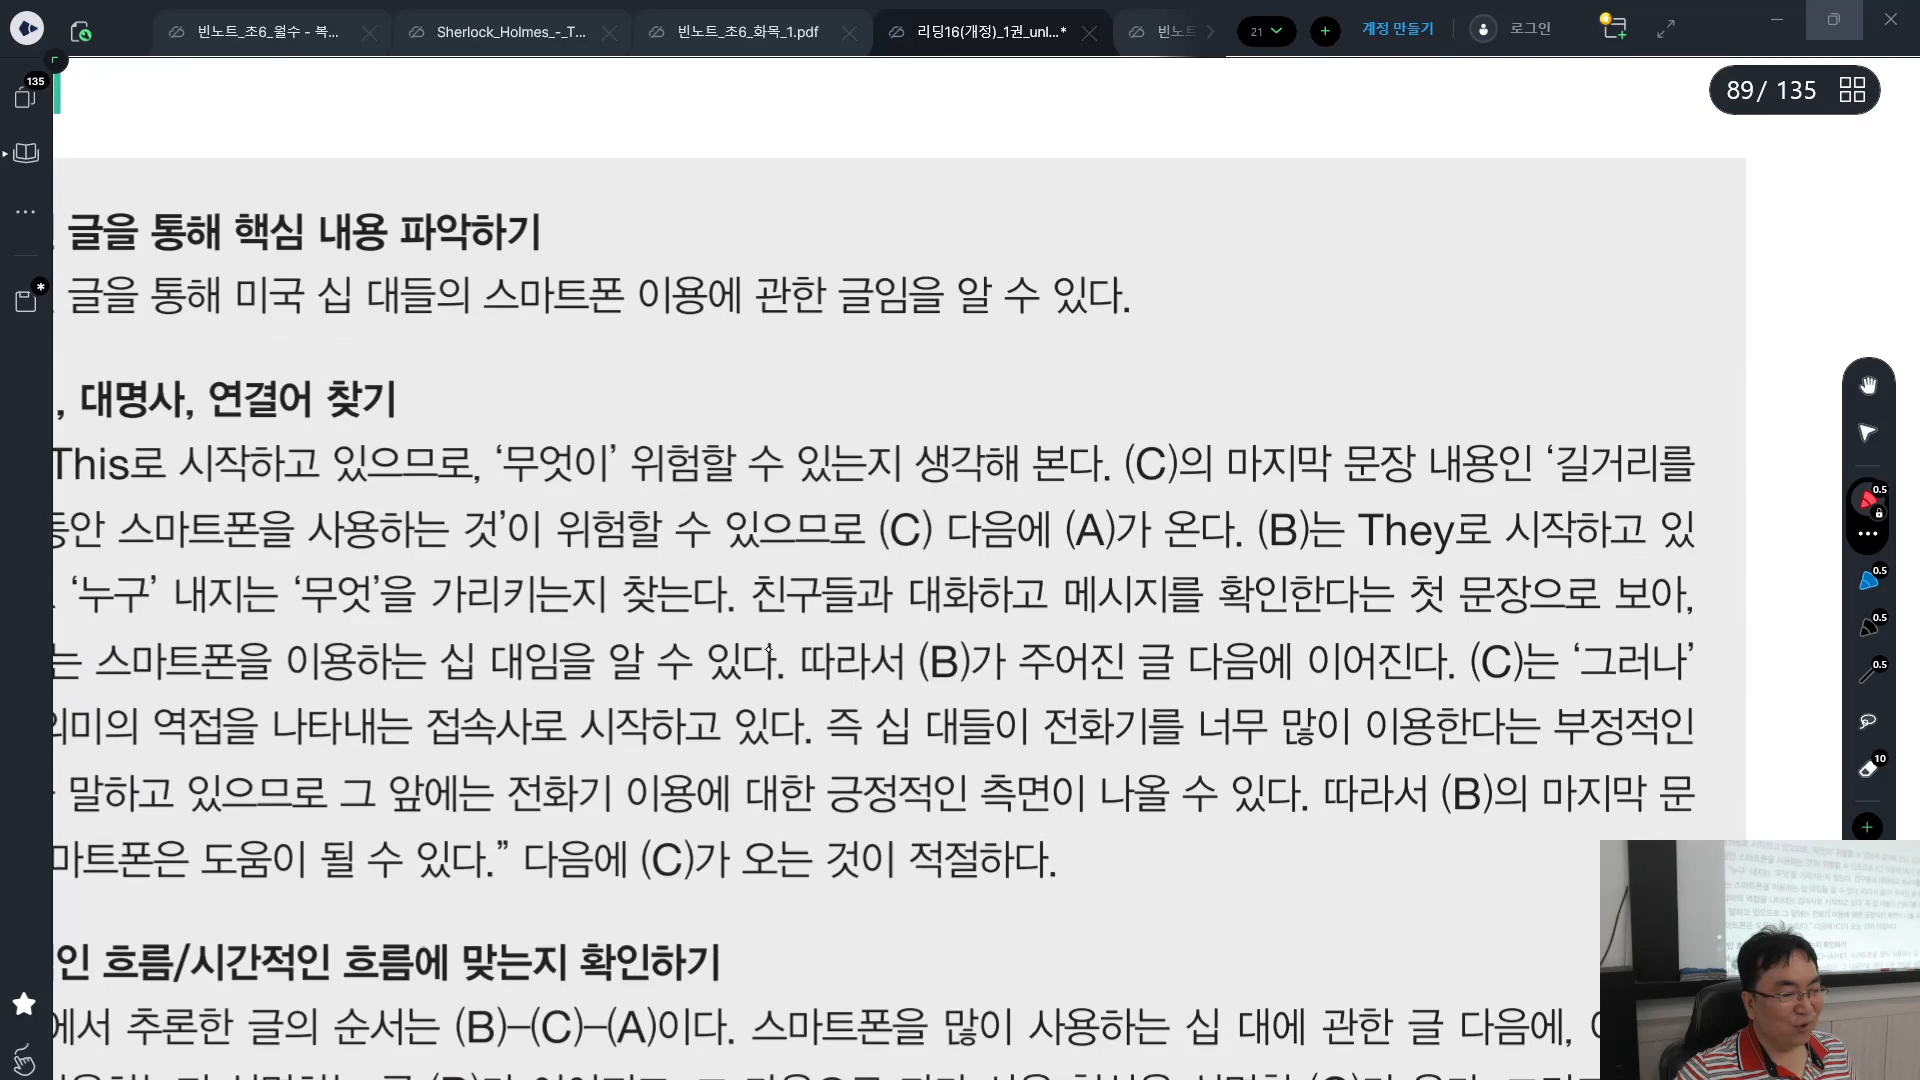 빈노트_초6_월수 - 복...
Sherlock_Holmes_-_T...
빈노트_초6_화목_1.pdf
리딩16(개정)_1권_unl...*
빈노트
21
계정 만들기
로그인
135
89/ 135
글을 통해 핵심 내용 파악하기
글을 통해 미국 십 대들의 스마트폰 이용에 관한 글임을 알 수 있다.
, 대명사, 연결어 찾기
This로 시작하고 있으므로, ‘무엇이’ 위험할 수 있는지 생각해 본다. (C)의 마지막 문장 내용인 ‘길거리를
동안 스마트폰을 사용하는 것’이 위험할 수 있으므로 (C) 다음에 (A)가 온다. (B)는 They로 시작하고 있
‘누구’ 내지는 ‘무엇’을 가리키는지 찾는다. 친구들과 대화하고 메시지를 확인한다는 첫 문장으로 보아,
는 스마트폰을 이용하는 십 대임을 알 수 있다. 따라서 (B)가 주어진 글 다음에 이어진다. (C)는 ‘그러나’
의미의 역접을 나타내는 접속사로 시작하고 있다. 즉 십 대들이 전화기를 너무 많이 이용한다는 부정적인
말하고 있으므로 그 앞에는 전화기 이용에 대한 긍정적인 측면이 나올 수 있다. 따라서 (B)의 마지막 문
마트폰은 도움이 될 수 있다.” 다음에 (C)가 오는 것이 적절하다.
인 흐름/시간적인 흐름에 맞는지 확인하기
에서 추론한 글의 순서는 (B)–(C)–(A)이다. 스마트폰을 많이 사용하는 십 대에 관한 글 다음에,
0.5
0.5
0.5
0.5
10